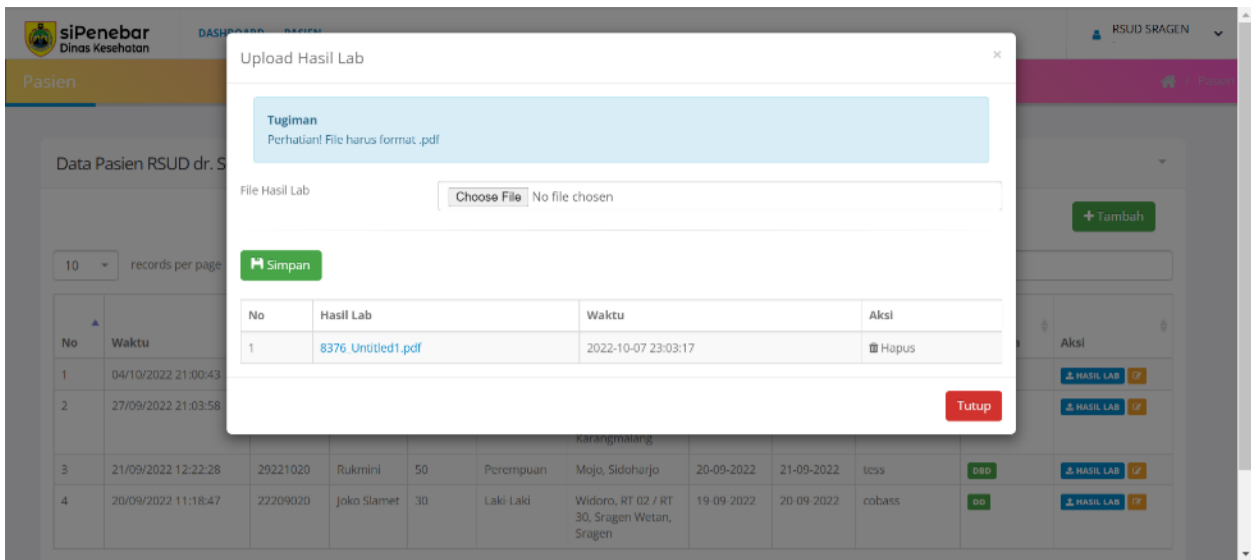 siPenebar
Dinas Kesehatan
RSUD SRAGEN
Pasien
/ Pasien
Upload Hasil Lab
×
Tugiman
Perhatian! File harus format .pdf
Data Pasien RSUD dr. S
File Hasil Lab Choose File No file chosen
+ Tambah
10 records per page
Simpan
No Hasil Lab Waktu Aksi
1 8376_Untitled1.pdf 2022-10-07 23:03:17 Hapus
Tutup
No Waktu Aksi
1 04/10/2022 21:00:43 HASIL LAB
2 27/09/2022 21:03:58 HASIL LAB
Karangmalang
3 21/09/2022 12:22:28 29221020 Rukmini 50 Perempuan Mojo, Sidoharjo 20-09-2022 21-09-2022 tess DBD HASIL LAB
4 20/09/2022 11:18:47 22209020 Joko Slamet 30 Laki-Laki Widoro, RT 02 / RT 19-09-2022 20-09-2022 cobass DD HASIL LAB
30, Sragen Wetan,
Sragen